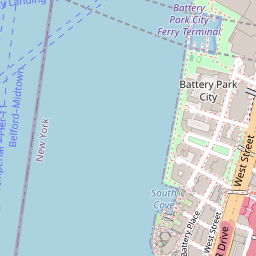 Battery
Park City
Ferry Terminal
Battery Park
City
Belford-Midtown
New York
West Street
South
Cove
Battery Place
West Street
R Drive